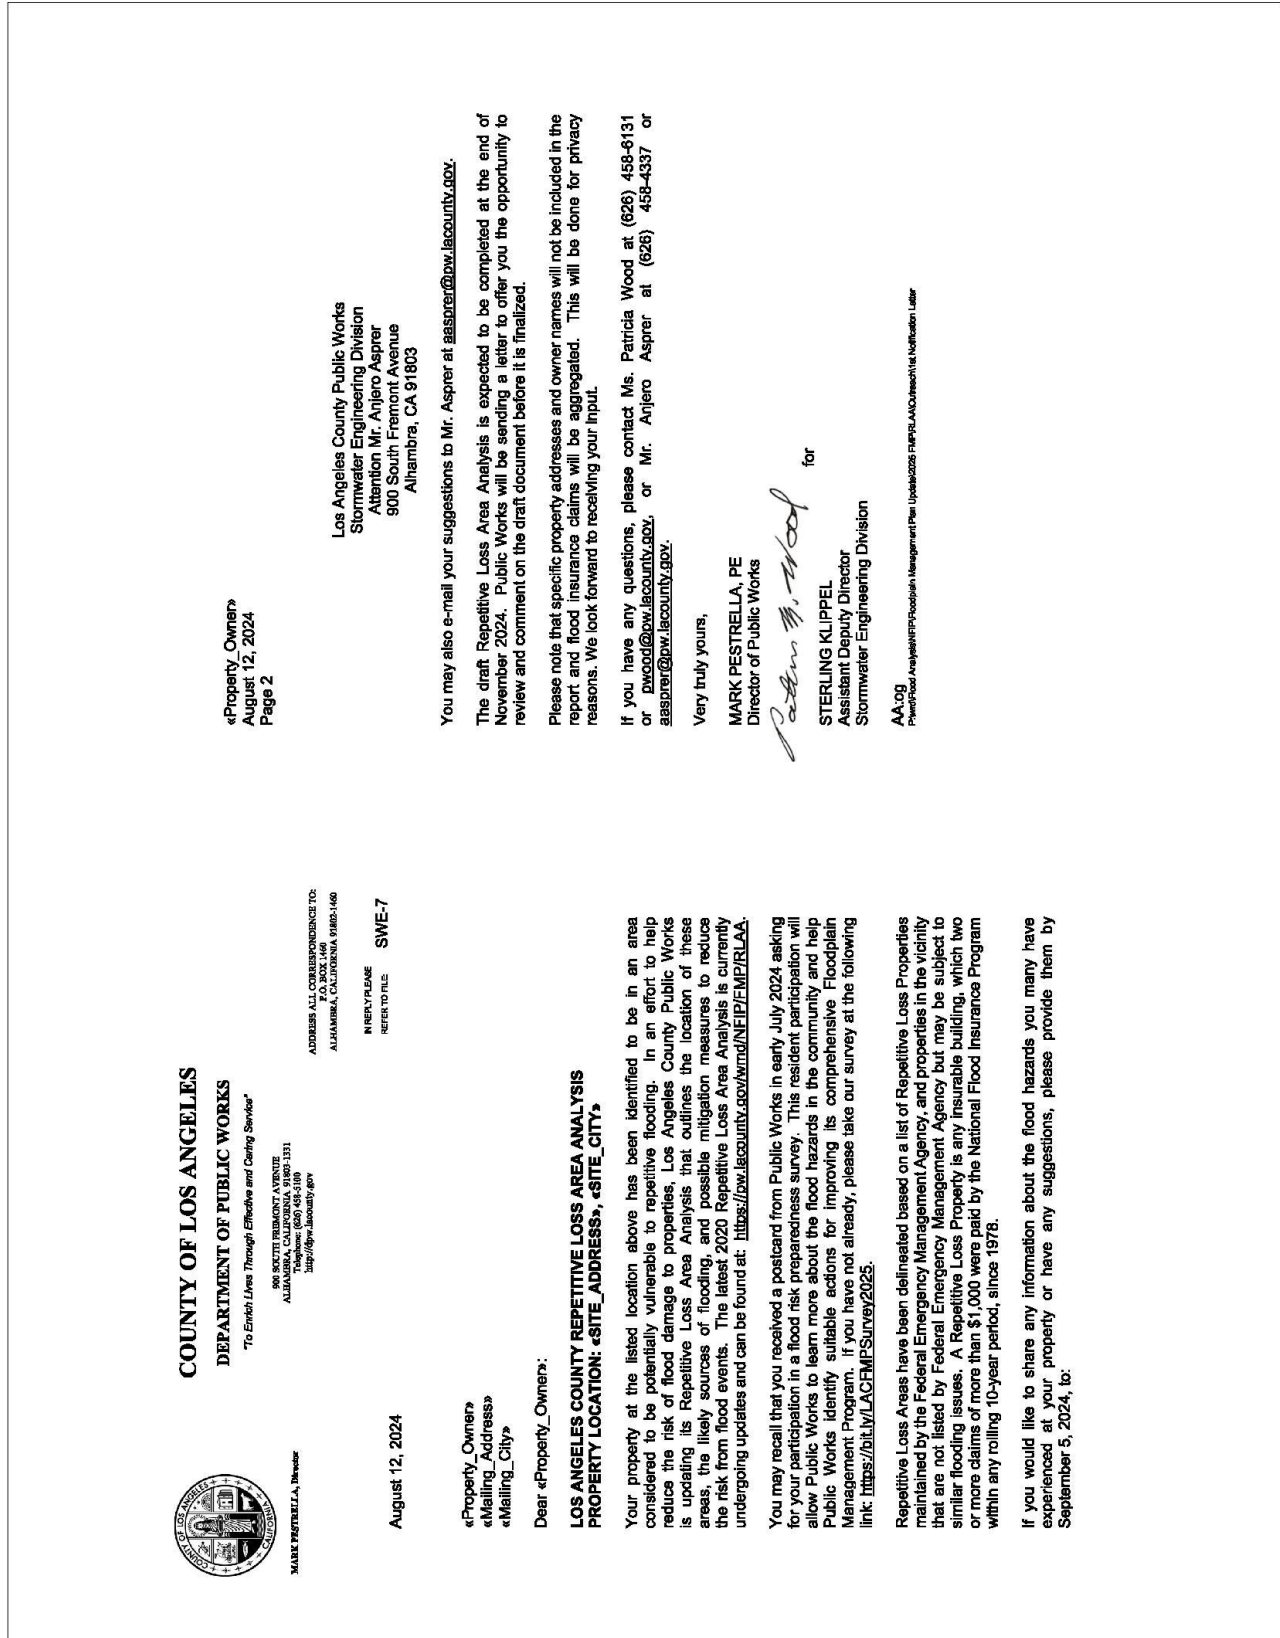 COUNTY OF LOS ANGELES
DEPARTMENT OF PUBLIC WORKS
"To Enrich Lives Through Effective and Caring Service"
900 SOUTH FREMONT AVENUE
ALHAMBRA, CALIFORNIA 91803-1331
Telephone: (626) 458-5100
http://dpw.lacounty.gov
COUNTY OF LOS ANGELES
CALIFORNIA
MARK PESTRELLA, Director
ADDRESS ALL CORRESPONDENCE TO:
P.O. BOX 1460
ALHAMBRA, CALIFORNIA 91802-1460
IN REPLY PLEASE
REFER TO FILE: SWE-7
August 12, 2024
«Property_Owner»
«Mailing_Address»
«Mailing_City»
Dear «Property_Owner»:
LOS ANGELES COUNTY REPETITIVE LOSS AREA ANALYSIS
PROPERTY LOCATION: «SITE_ADDRESS», «SITE_CITY»
Your property at the listed location above has been identified to be in an area
considered to be potentially vulnerable to repetitive flooding. In an effort to help
reduce the risk of flood damage to properties, Los Angeles County Public Works
is updating its Repetitive Loss Area Analysis that outlines the location of these
areas, the likely sources of flooding, and possible mitigation measures to reduce
the risk from flood events. The latest 2020 Repetitive Loss Area Analysis is currently
undergoing updates and can be found at: https://pw.lacounty.gov/wmd/NFIP/FMP/RLAA.
You may recall that you received a postcard from Public Works in early July 2024 asking
for your participation in a flood risk preparedness survey. This resident participation will
allow Public Works to learn more about the flood hazards in the community and help
Public Works identify suitable actions for improving its comprehensive Floodplain
Management Program. If you have not already, please take our survey at the following
link: https://bit.ly/LACFMPSurvey2025.
Repetitive Loss Areas have been delineated based on a list of Repetitive Loss Properties
maintained by the Federal Emergency Management Agency, and properties in the vicinity
that are not listed by Federal Emergency Management Agency but may be subject to
similar flooding issues. A Repetitive Loss Property is any insurable building, which two
or more claims of more than $1,000 were paid by the National Flood Insurance Program
within any rolling 10-year period, since 1978.
If you would like to share any information about the flood hazards you many have
experienced at your property or have any suggestions, please provide them by
September 5, 2024, to:
«Property_Owner»
August 12, 2024
Page 2
Los Angeles County Public Works
Stormwater Engineering Division
Attention Mr. Anjero Asprer
900 South Fremont Avenue
Alhambra, CA 91803
You may also e-mail your suggestions to Mr. Asprer at aasprer@pw.lacounty.gov.
The draft Repetitive Loss Area Analysis is expected to be completed at the end of
November 2024. Public Works will be sending a letter to offer you the opportunity to
review and comment on the draft document before it is finalized.
Please note that specific property addresses and owner names will not be included in the
report and flood insurance claims will be aggregated. This will be done for privacy
reasons. We look forward to receiving your input.
If you have any questions, please contact Ms. Patricia Wood at (626) 458-6131
or pwood@pw.lacounty.gov, or Mr. Anjero Asprer at (626) 458-4337 or
aasprer@pw.lacounty.gov.
Very truly yours,
MARK PESTRELLA, PE
Director of Public Works
for
STERLING KLIPPEL
Assistant Deputy Director
Stormwater Engineering Division
AA:og